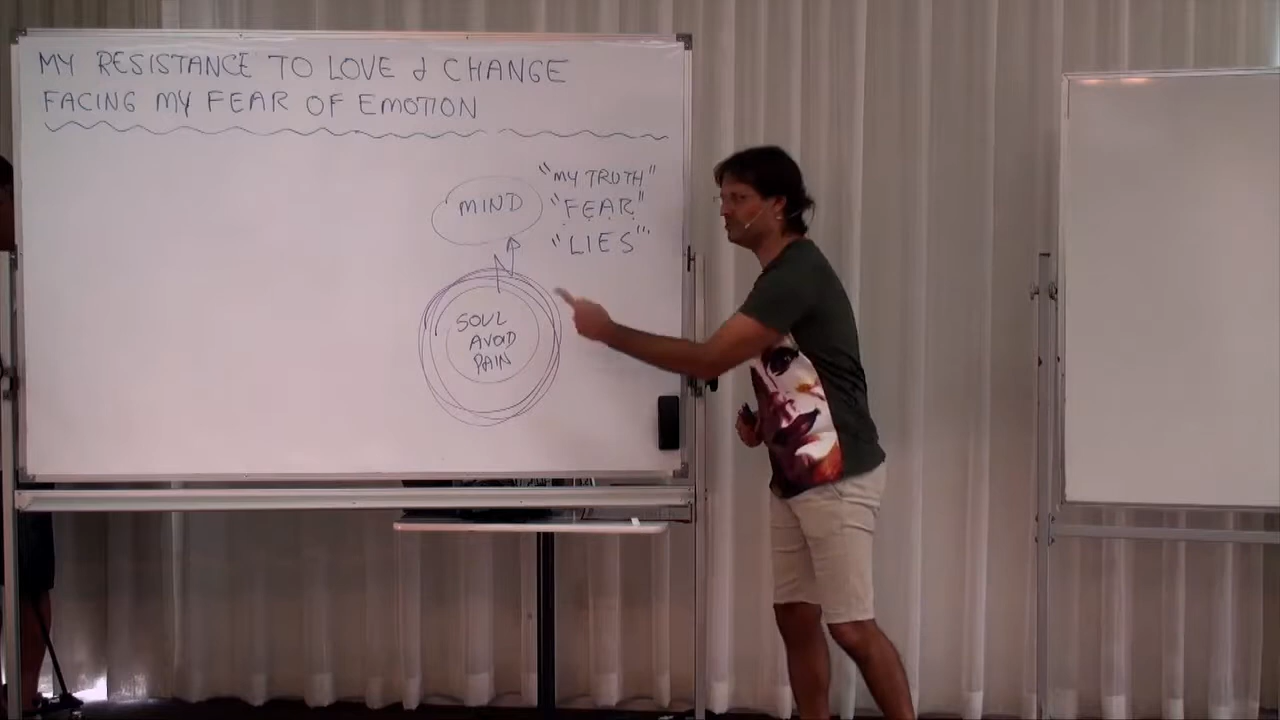 MY RESISTANCE TO LOVE & CHANGE
FACING MY FEAR OF EMOTION
"MY TRUTH"
MIND
"FEAR"
"LIES"
SOUL
AVOID
PAIN